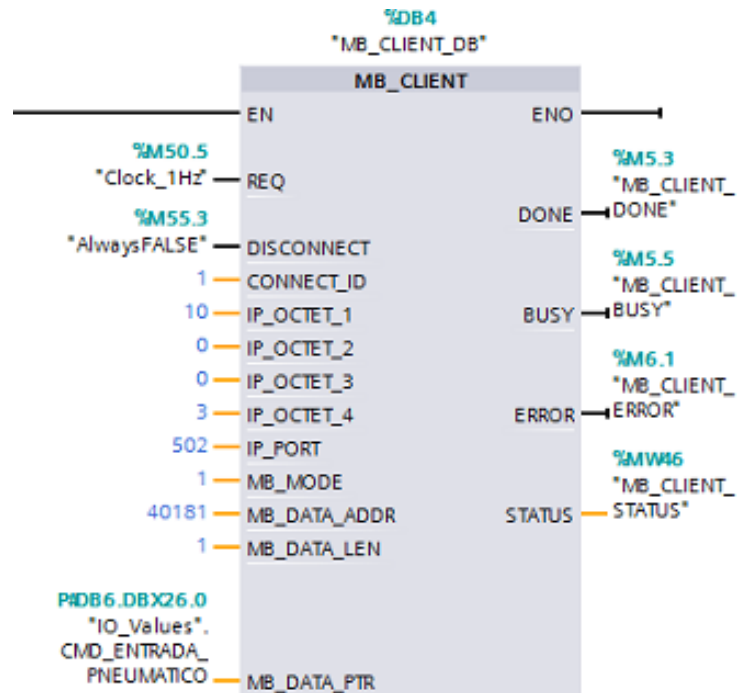 %DB4
"MB_CLIENT_DB"
MB_CLIENT
EN ENO
%M50.5
"Clock_1Hz" REQ
%M5.3
"MB_CLIENT_
DONE DONE"
%M55.3
"AlwaysFALSE" DISCONNECT
1 CONNECT_ID
%M5.5
"MB_CLIENT_
10 IP_OCTET_1 BUSY BUSY"
0 IP_OCTET_2
0 IP_OCTET_3
%M6.1
"MB_CLIENT_
3 IP_OCTET_4 ERROR ERROR"
502 IP_PORT
1 MB_MODE
%MW46
"MB_CLIENT_
40181 MB_DATA_ADDR STATUS STATUS"
1 MB_DATA_LEN
P#DB6.DBX26.0
"IO_Values".
CMD_ENTRADA_
PNEUMATICO MB_DATA_PTR